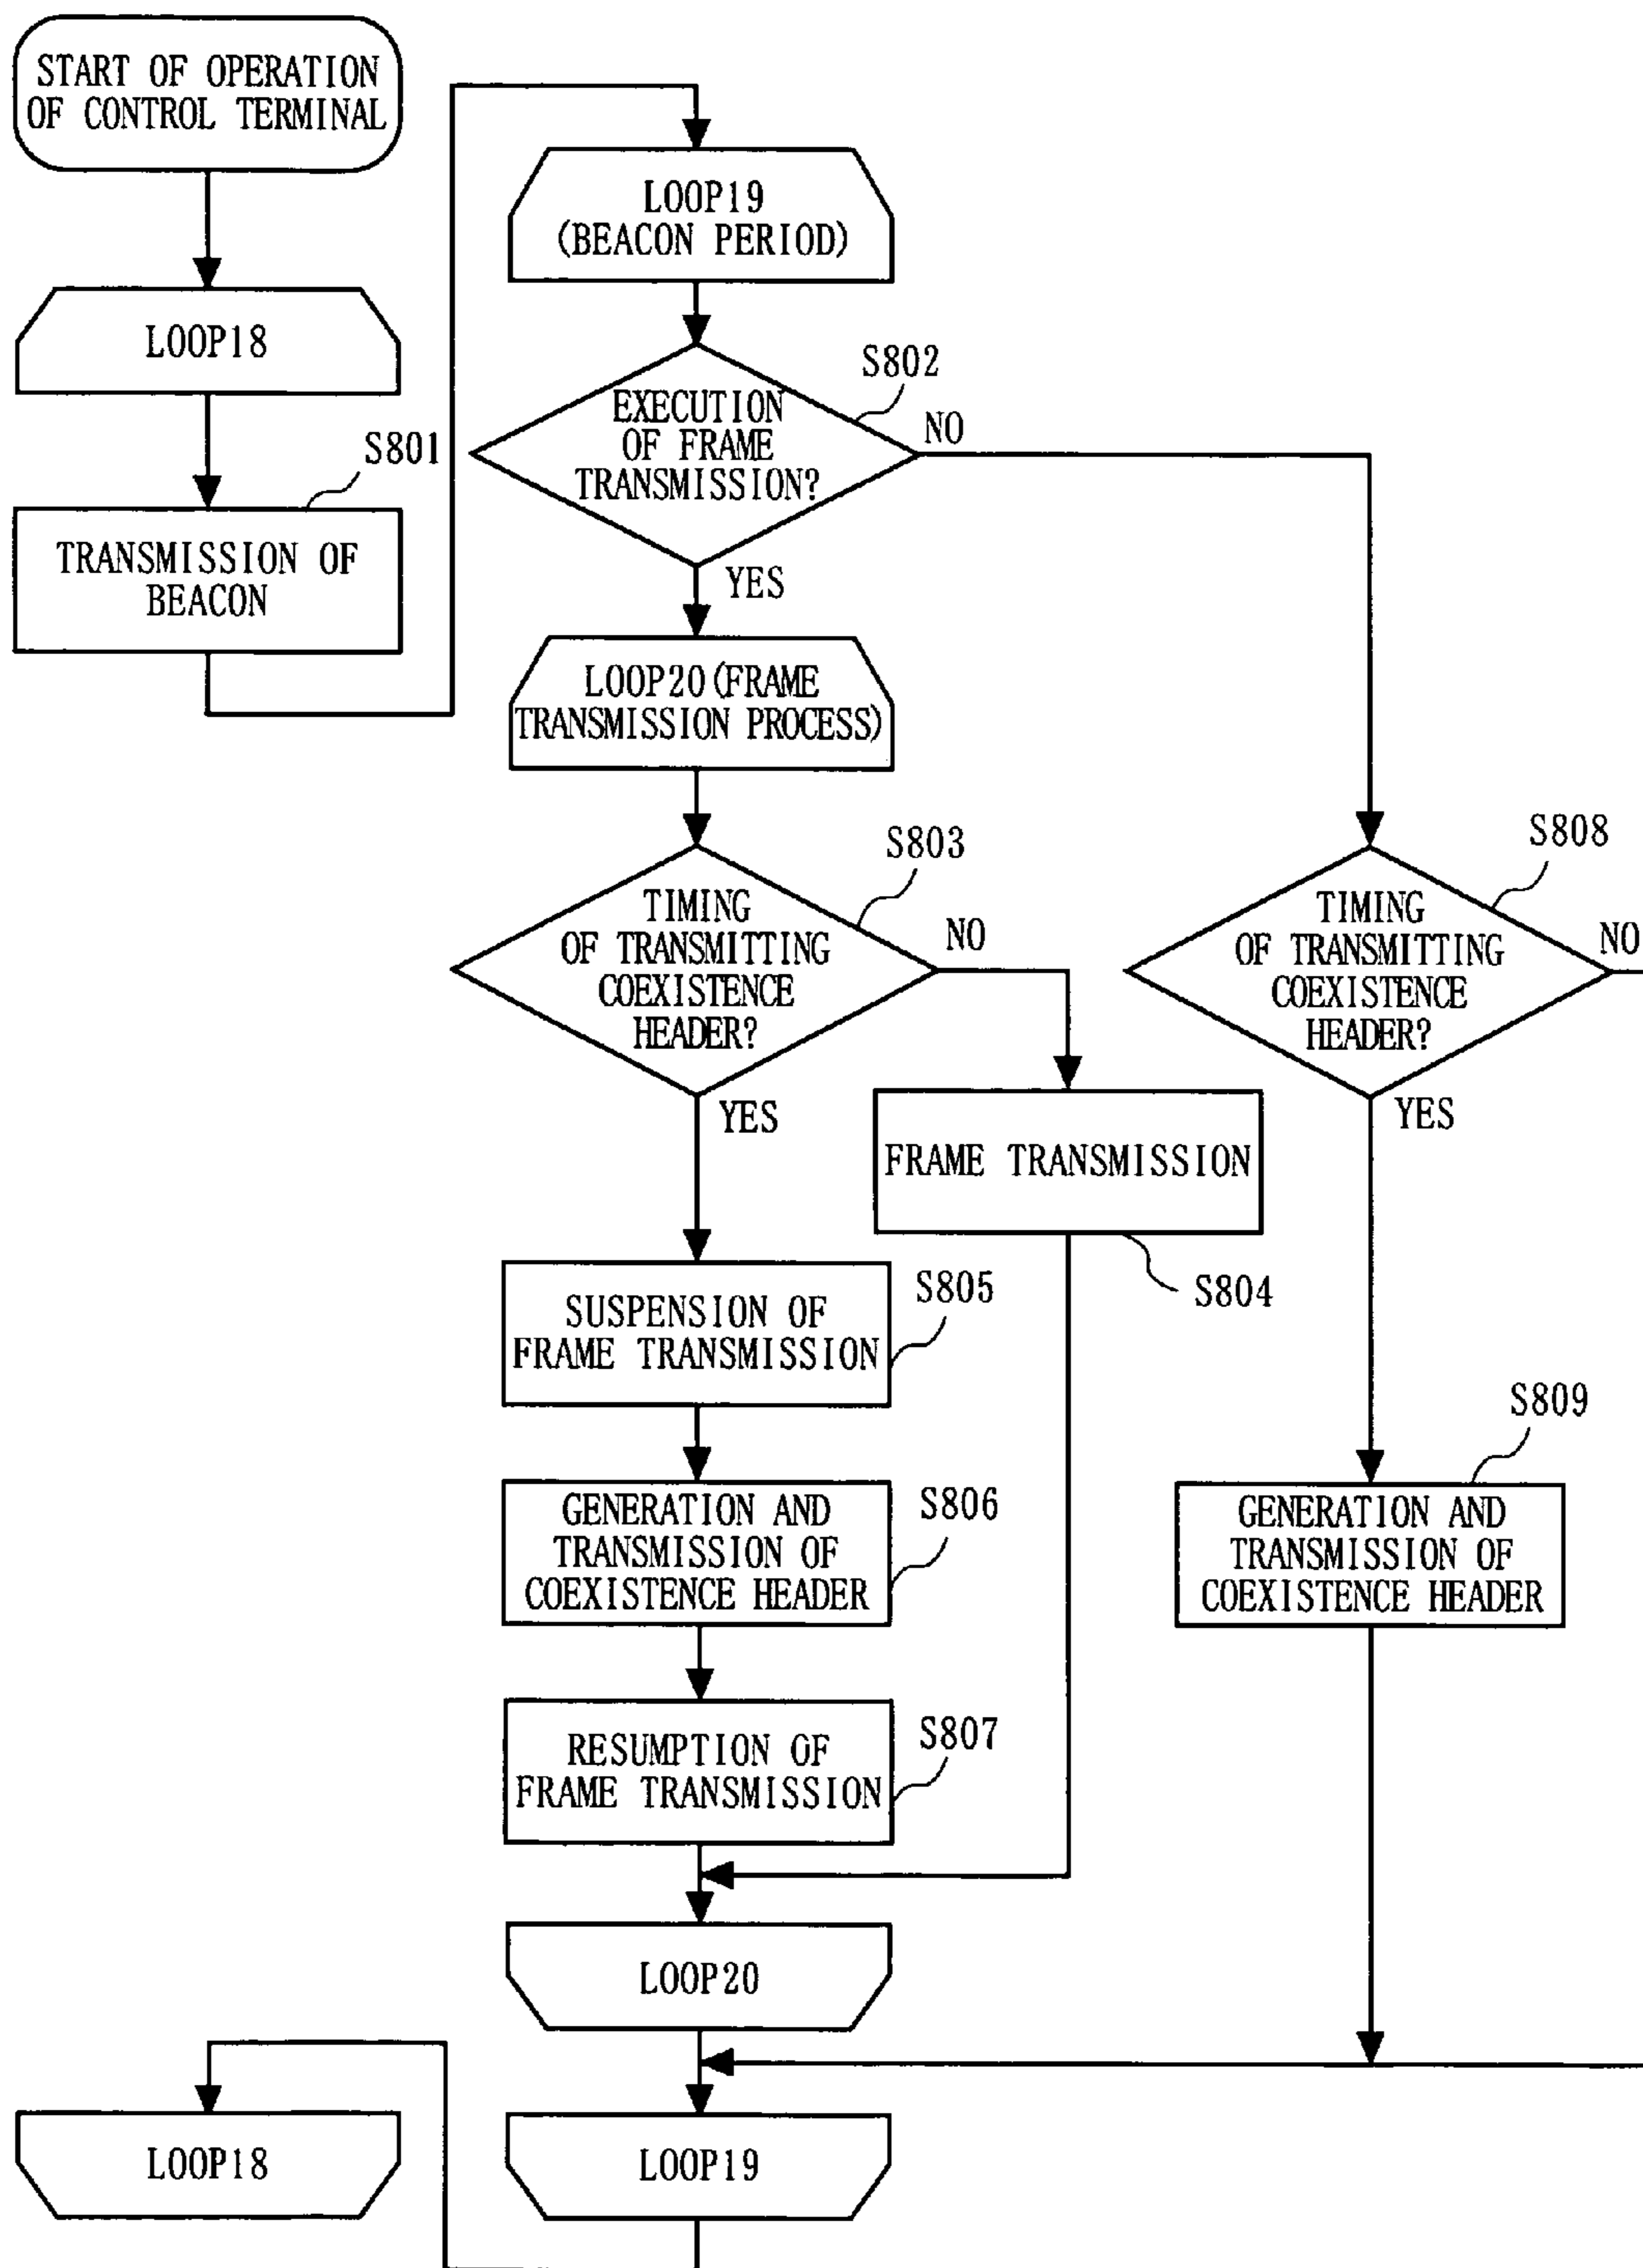 START OF OPERATION
OF CONTROL TERMINAL
LOOP18
S801
TRANSMISSION OF
BEACON
LOOP19
(BEACON PERIOD)
S802
EXECUTION
OF FRAME
TRANSMISSION?
NO
YES
LOOP20(FRAME
TRANSMISSION PROCESS)
S803
TIMING
OF TRANSMITTING
COEXISTENCE
HEADER?
NO
YES
FRAME TRANSMISSION
S804
S805
SUSPENSION OF
FRAME TRANSMISSION
S806
GENERATION AND
TRANSMISSION OF
COEXISTENCE HEADER
S807
RESUMPTION OF
FRAME TRANSMISSION
LOOP20
LOOP19
LOOP18
S808
TIMING
OF TRANSMITTING
COEXISTENCE
HEADER?
NO
YES
S809
GENERATION AND
TRANSMISSION OF
COEXISTENCE HEADER